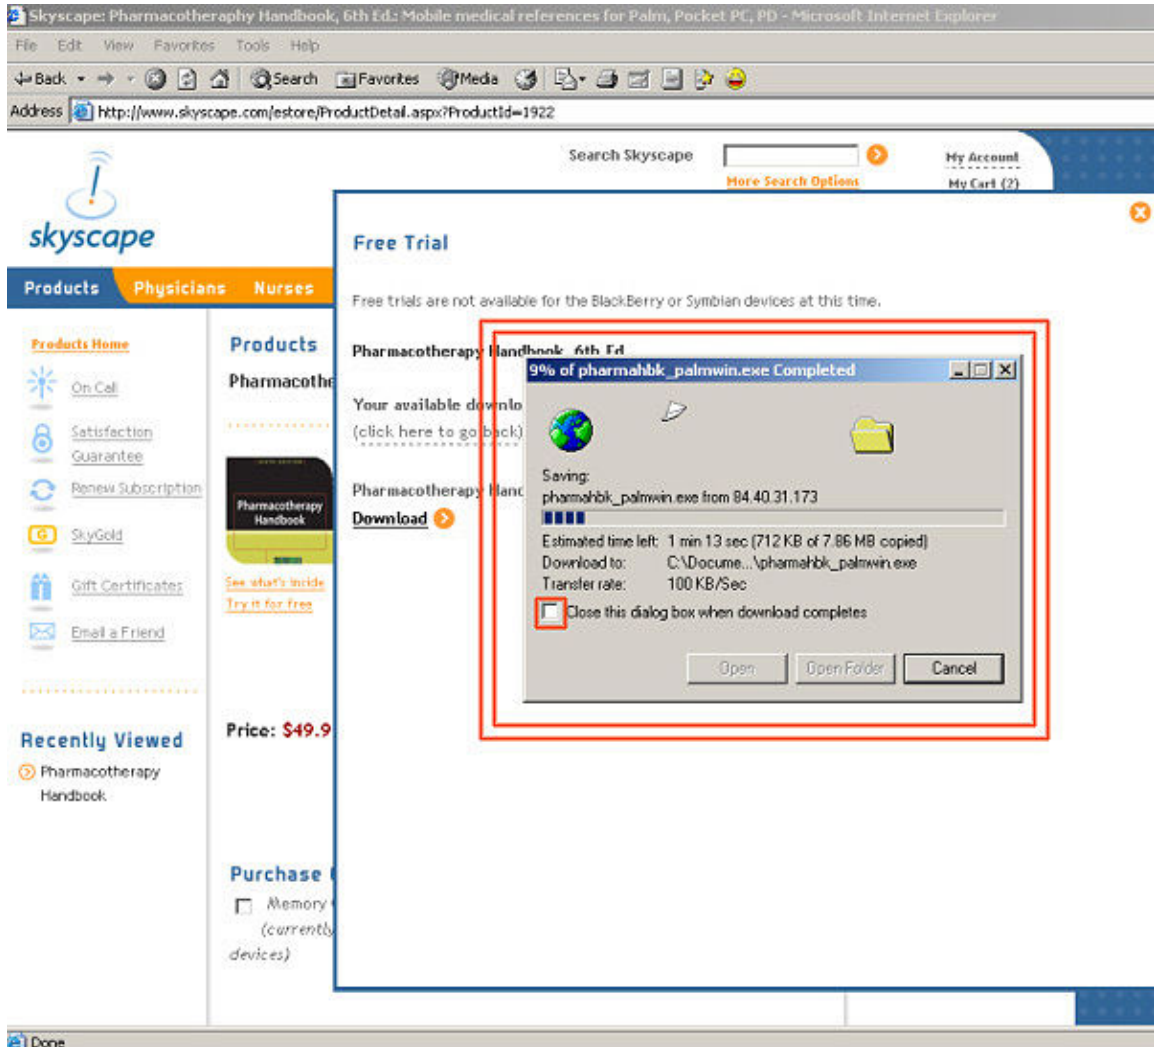 Skyscape: Pharmacotheraphy Handbook, 6th Ed.: Mobile medical references for Palm, Pocket PC, PD - Microsoft Internet Explorer
File Edit View Favorites Tools Help
Back Search Favorites Media
Address http://www.skyscape.com/estore/ProductDetail.aspx?ProductId=1922
Search Skyscape
More Search Options
My Account
My Cart (2)
skyscape
Products Physicians Nurses
Products Home
On Call
Satisfaction
Guarantee
Renew Subscription
SkyGold
Gift Certificates
Email a Friend
Recently Viewed
Pharmacotherapy
Handbook
Products
Pharmacothe
Pharmacotherapy
Handbook
See what's inside
Try it for free
Price: $49.9
Purchase
Memory
(currently
devices)
Free Trial
Free trials are not available for the BlackBerry or Symbian devices at this time.
Pharmacotherapy Handbook, 6th Ed
Your available downlo
(click here to go back)
Pharmacotherapy Hand
Download
9% of pharmahbk_palmwin.exe Completed
Saving:
pharmahbk_palmwin.exe from 84.40.31.173
Estimated time left: 1 min 13 sec (712 KB of 7.86 MB copied)
Download to: C:\Docume...\pharmahbk_palmwin.exe
Transfer rate: 100 KB/Sec
Close this dialog box when download completes
Open Open Folder Cancel
Done